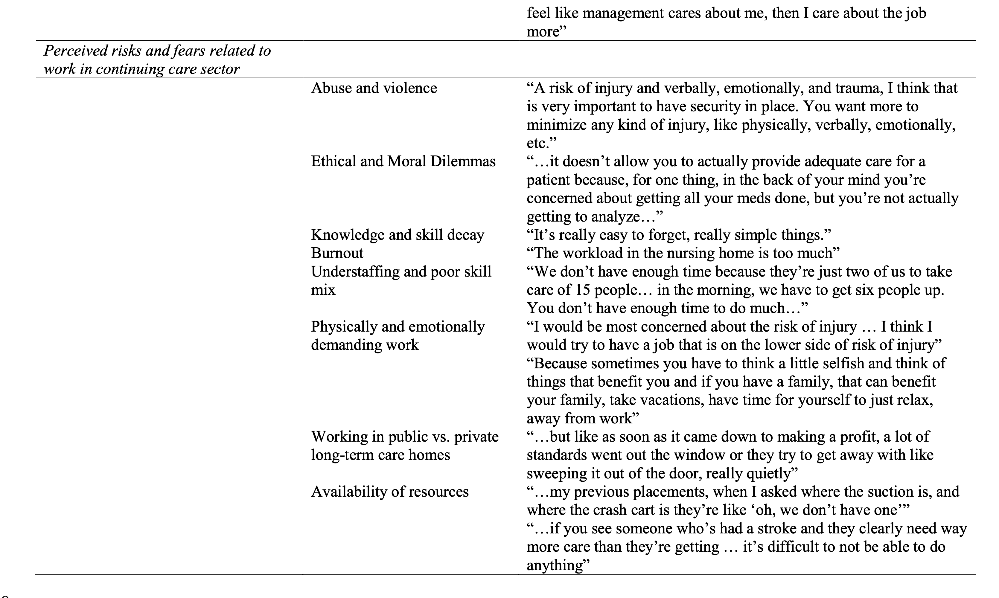 feel like management cares about me, then I care about the job
more”
Perceived risks and fears related to
work in continuing care sector
Abuse and violence
“A risk of injury and verbally, emotionally, and trauma, I think that
is very important to have security in place. You want more to
minimize any kind of injury, like physically, verbally, emotionally,
etc.”
Ethical and Moral Dilemmas
“…it doesn’t allow you to actually provide adequate care for a
patient because, for one thing, in the back of your mind you’re
concerned about getting all your meds done, but you’re not actually
getting to analyze…”
Knowledge and skill decay
“It’s really easy to forget, really simple things.”
Burnout
“The workload in the nursing home is too much”
Understaffing and poor skill
mix
“We don’t have enough time because they’re just two of us to take
care of 15 people… in the morning, we have to get six people up.
You don’t have enough time to do much…”
Physically and emotionally
demanding work
“I would be most concerned about the risk of injury … I think I
would try to have a job that is on the lower side of risk of injury”
“Because sometimes you have to think a little selfish and think of
things that benefit you and if you have a family, that can benefit
your family, take vacations, have time for yourself to just relax,
away from work”
Working in public vs. private
long-term care homes
“…but like as soon as it came down to making a profit, a lot of
standards went out the window or they try to get away with like
sweeping it out of the door, really quietly”
Availability of resources
“…my previous placements, when I asked where the suction is, and
where the crash cart is they’re like ‘oh, we don’t have one’”
“…if you see someone who’s had a stroke and they clearly need way
more care than they’re getting … it’s difficult to not be able to do
anything”